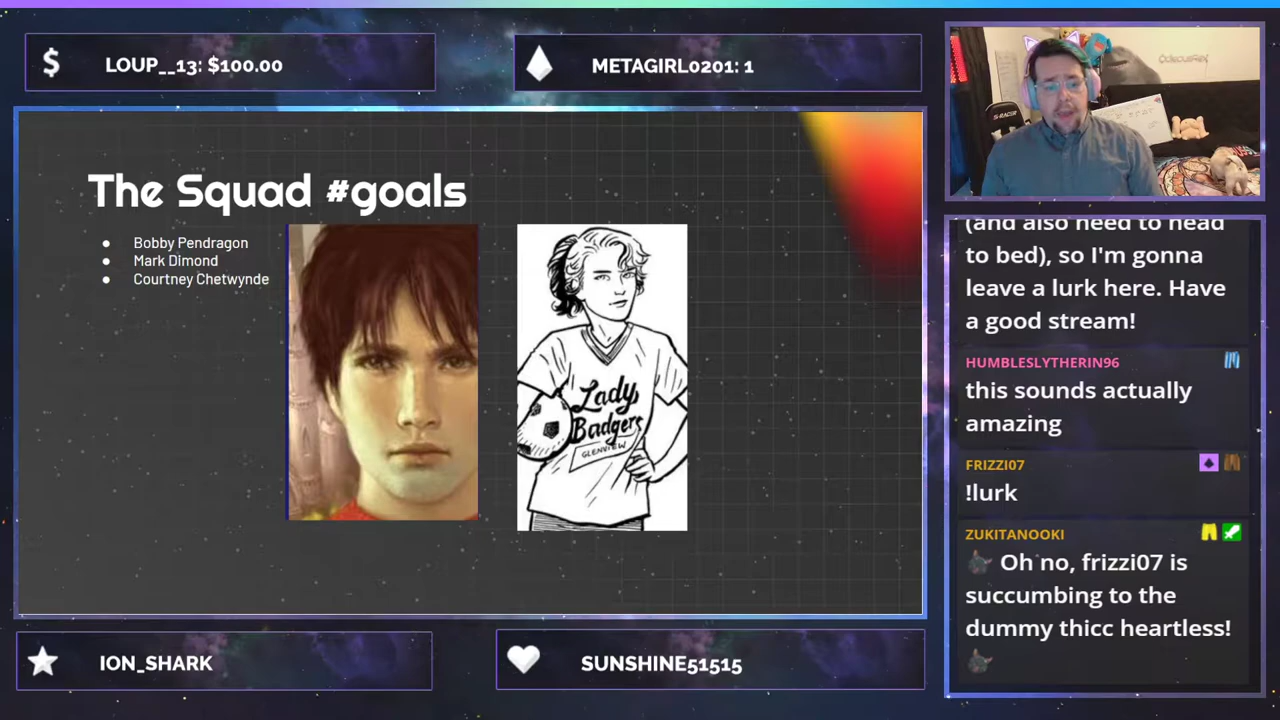 LOUP__13: $100.00
METAGIRL0201: 1
The Squad #goals
● Bobby Pendragon
● Mark Dimond
● Courtney Chetwynde
Lady
Badgers
GLENVIEW
(and also need to head
to bed), so I'm gonna
leave a lurk here. Have
a good stream!
HUMBLESLYTHERIN96
this sounds actually
amazing
FRIZZI07
!lurk
ZUKITANOOKI
Oh no, frizzi07 is
succumbing to the
dummy thicc heartless!
ION_SHARK
SUNSHINE51515